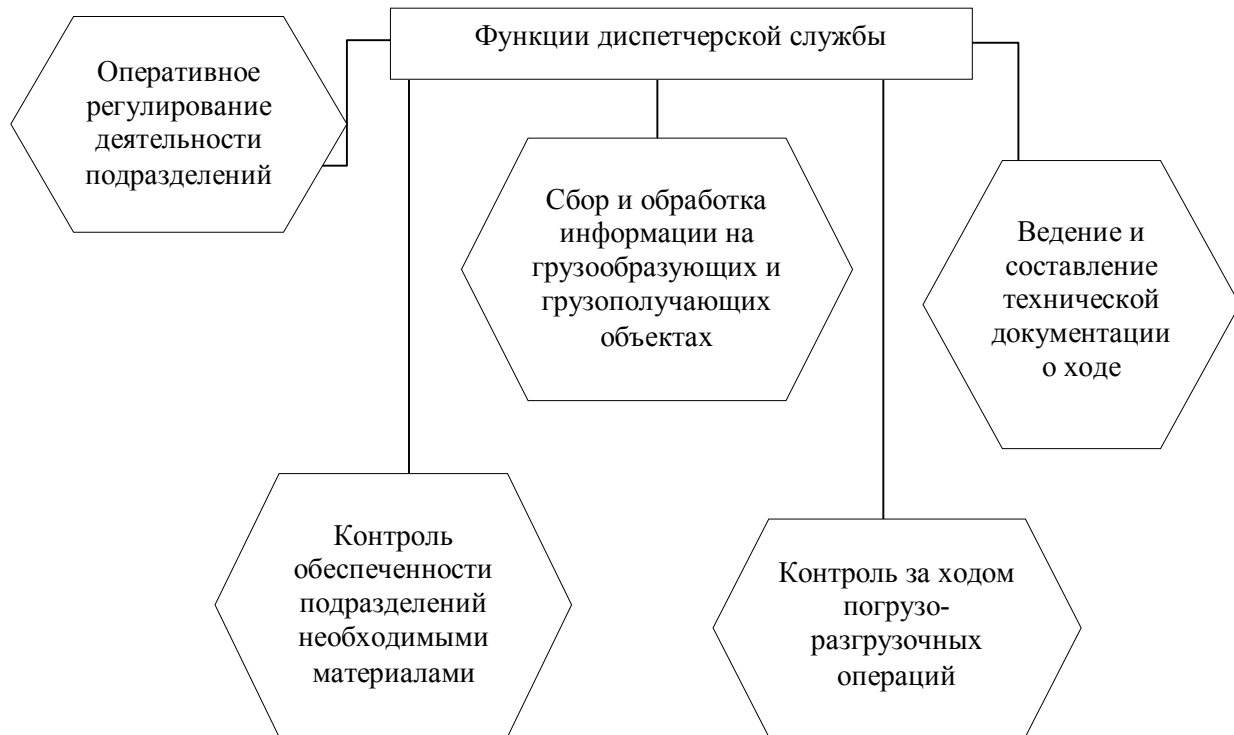 Функции диспетчерской службы
Оперативное
регулирование
деятельности
подразделений
Сбор и обработка
информации на
грузообразующих и
грузополучающих
объектах
Ведение и
составление
технической
документации
о ходе
Контроль
обеспеченности
подразделений
необходимыми
материалами
Контроль за ходом
погрузо-
разгрузочных
операций